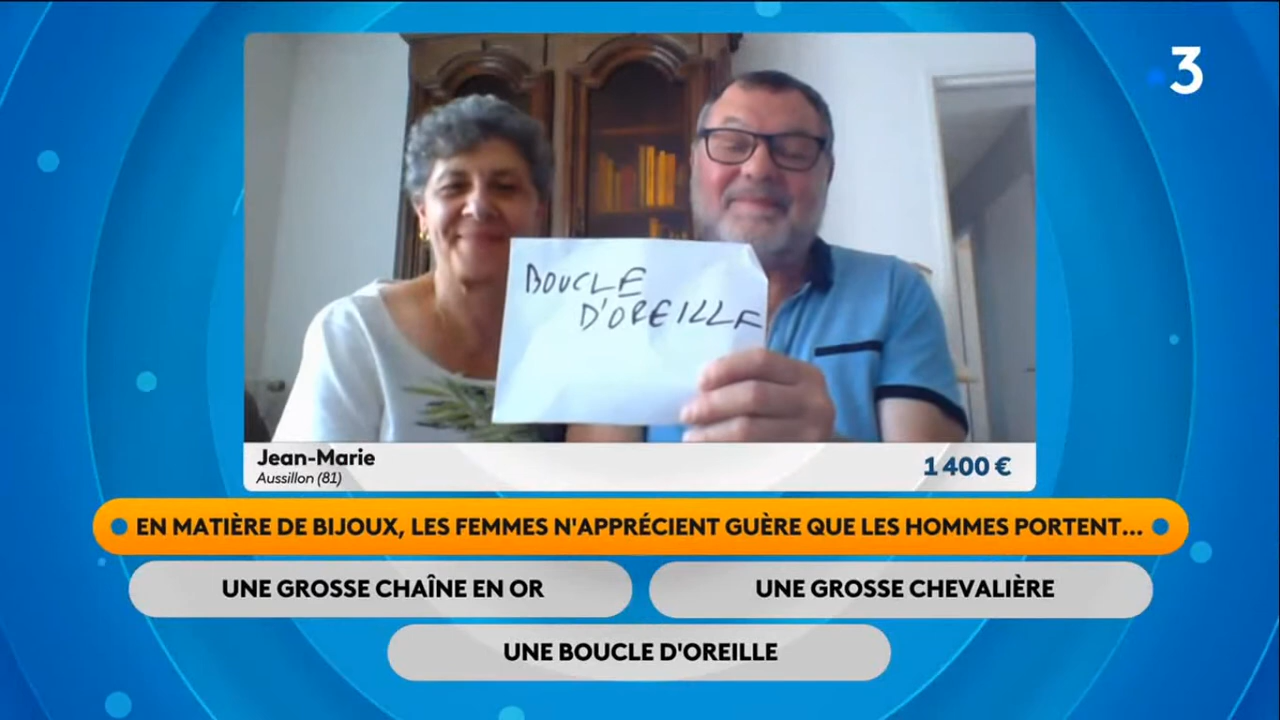 3
BOUCLE
D'OREILLE
Jean-Marie
Aussillon (81)
1 400 €
EN MATIÈRE DE BIJOUX, LES FEMMES N'APPRÉCIENT GUÈRE QUE LES HOMMES PORTENT...
UNE GROSSE CHAÎNE EN OR
UNE GROSSE CHEVALIÈRE
UNE BOUCLE D'OREILLE